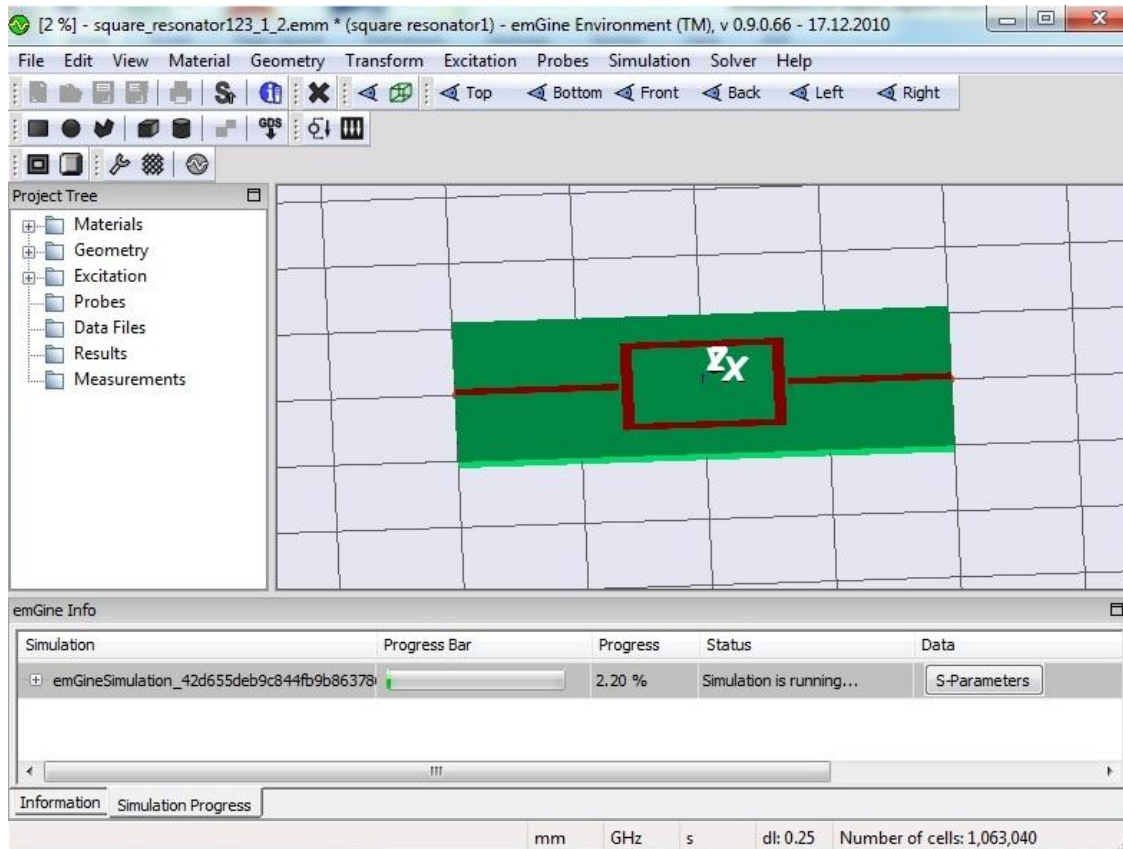 [2 %] - square_resonator123_1_2.emm * (square resonator1) - emGine Environment (TM), v 0.9.0.66 - 17.12.2010
File Edit View Material Geometry Transform Excitation Probes Simulation Solver Help
Top Bottom Front Back Left Right
GDS
Project Tree
Materials
Geometry
Excitation
Probes
Data Files
Results
Measurements
Z X
emGine Info
Simulation Progress Bar Progress Status Data
emGineSimulation_42d655deb9c844fb9b86378 2.20 % Simulation is running... S-Parameters
Information Simulation Progress
mm GHz s dl: 0.25 Number of cells: 1,063,040